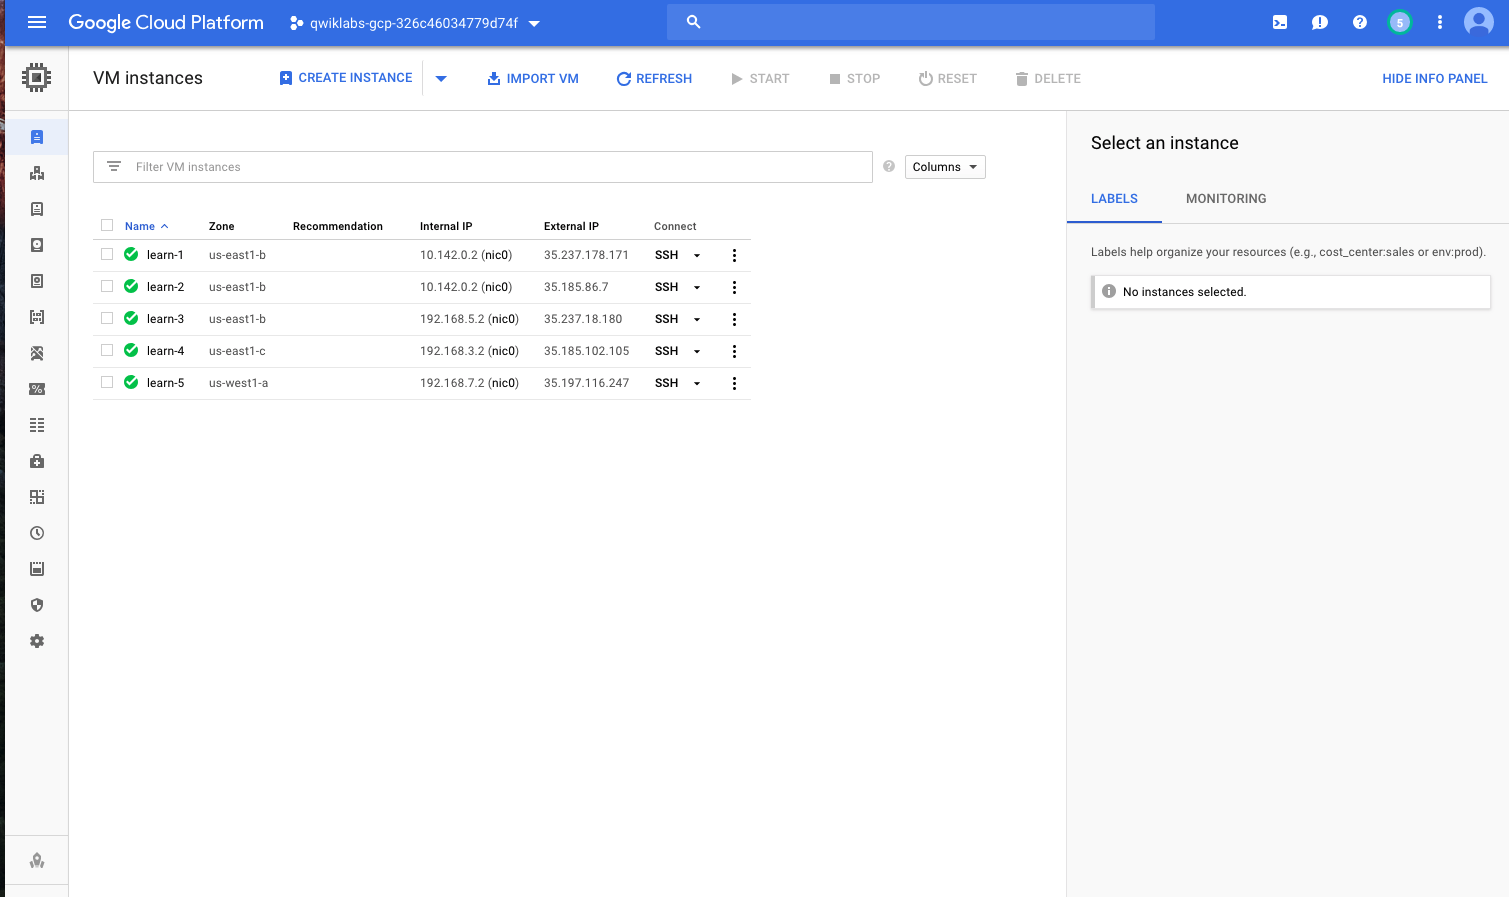 Google Cloud Platform qwiklabs-gcp-326c46034779d74f 5
VM instances CREATE INSTANCE IMPORT VM REFRESH START STOP RESET DELETE HIDE INFO PANEL
Filter VM instances Columns
Name Zone Recommendation Internal IP External IP Connect
learn-1 us-east1-b 10.142.0.2 (nic0) 35.237.178.171 SSH
learn-2 us-east1-b 10.142.0.2 (nic0) 35.185.86.7 SSH
learn-3 us-east1-b 192.168.5.2 (nic0) 35.237.18.180 SSH
learn-4 us-east1-c 192.168.3.2 (nic0) 35.185.102.105 SSH
learn-5 us-west1-a 192.168.7.2 (nic0) 35.197.116.247 SSH
Select an instance
LABELS MONITORING
Labels help organize your resources (e.g., cost_center:sales or env:prod).
No instances selected.